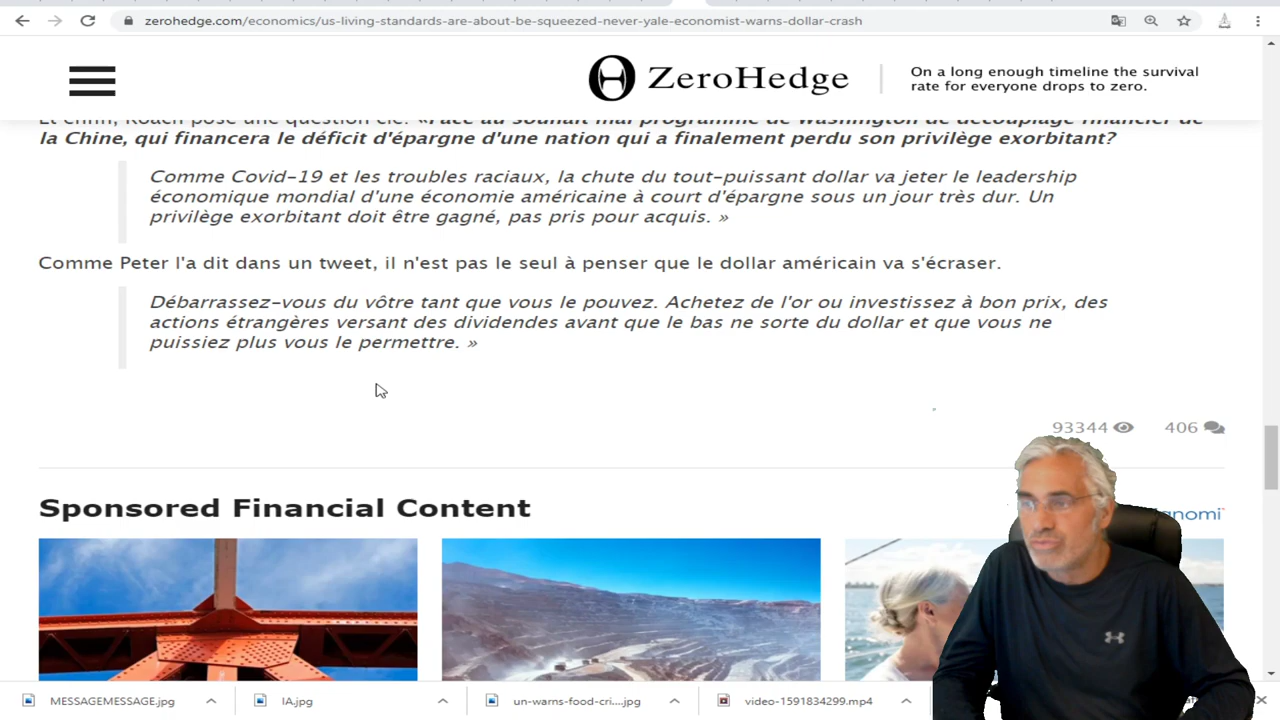 zerohedge.com/economics/us-living-standards-are-about-be-squeezed-never-yale-economist-warns-dollar-crash
ZeroHedge
On a long enough timeline the survival
rate for everyone drops to zero.
Et enfin, Roach pose une question clé: «Face au souhait mal programmé de Washington de découplage financier de
la Chine, qui financera le déficit d'épargne d'une nation qui a finalement perdu son privilège exorbitant?
Comme Covid-19 et les troubles raciaux, la chute du tout-puissant dollar va jeter le leadership
économique mondial d'une économie américaine à court d'épargne sous un jour très dur. Un
privilège exorbitant doit être gagné, pas pris pour acquis. »
Comme Peter l'a dit dans un tweet, il n'est pas le seul à penser que le dollar américain va s'écraser.
Débarrassez-vous du vôtre tant que vous le pouvez. Achetez de l'or ou investissez à bon prix, des
actions étrangères versant des dividendes avant que le bas ne sorte du dollar et que vous ne
puissiez plus vous le permettre. »
93344
406
Sponsored Financial Content
MESSAGEMESSAGE.jpg
IA.jpg
un-warns-food-cri....jpg
video-1591834299.mp4